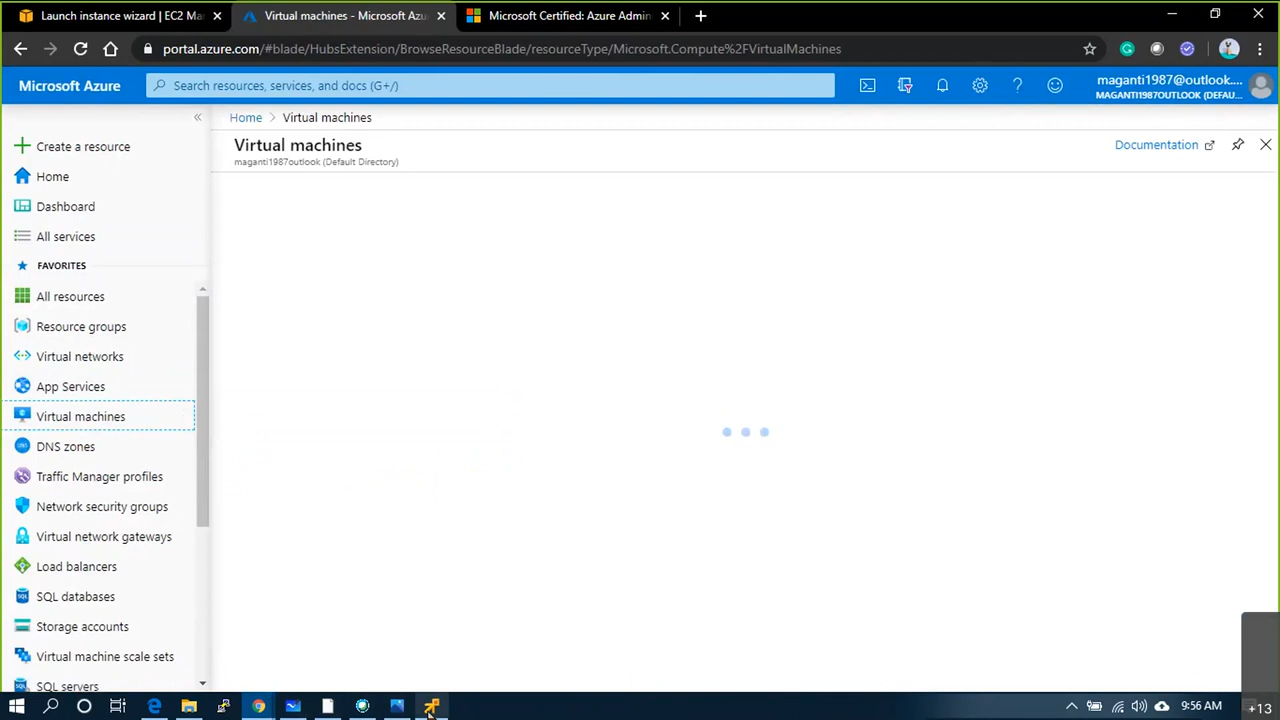 Launch instance wizard | EC2 Ma
Virtual machines - Microsoft Azu
Microsoft Certified: Azure Admin
portal.azure.com/#blade/HubsExtension/BrowseResourceBlade/resourceType/Microsoft.Compute%2FVirtualMachines
Microsoft Azure
Search resources, services, and docs (G+/)
maganti1987@outlook....
MAGANTI1987OUTLOOK (DEFAU...
Home > Virtual machines
Virtual machines
maganti1987outlook (Default Directory)
Documentation
Create a resource
Home
Dashboard
All services
FAVORITES
All resources
Resource groups
Virtual networks
App Services
Virtual machines
DNS zones
Traffic Manager profiles
Network security groups
Virtual network gateways
Load balancers
SQL databases
Storage accounts
Virtual machine scale sets
SQL servers
9:56 AM
+13